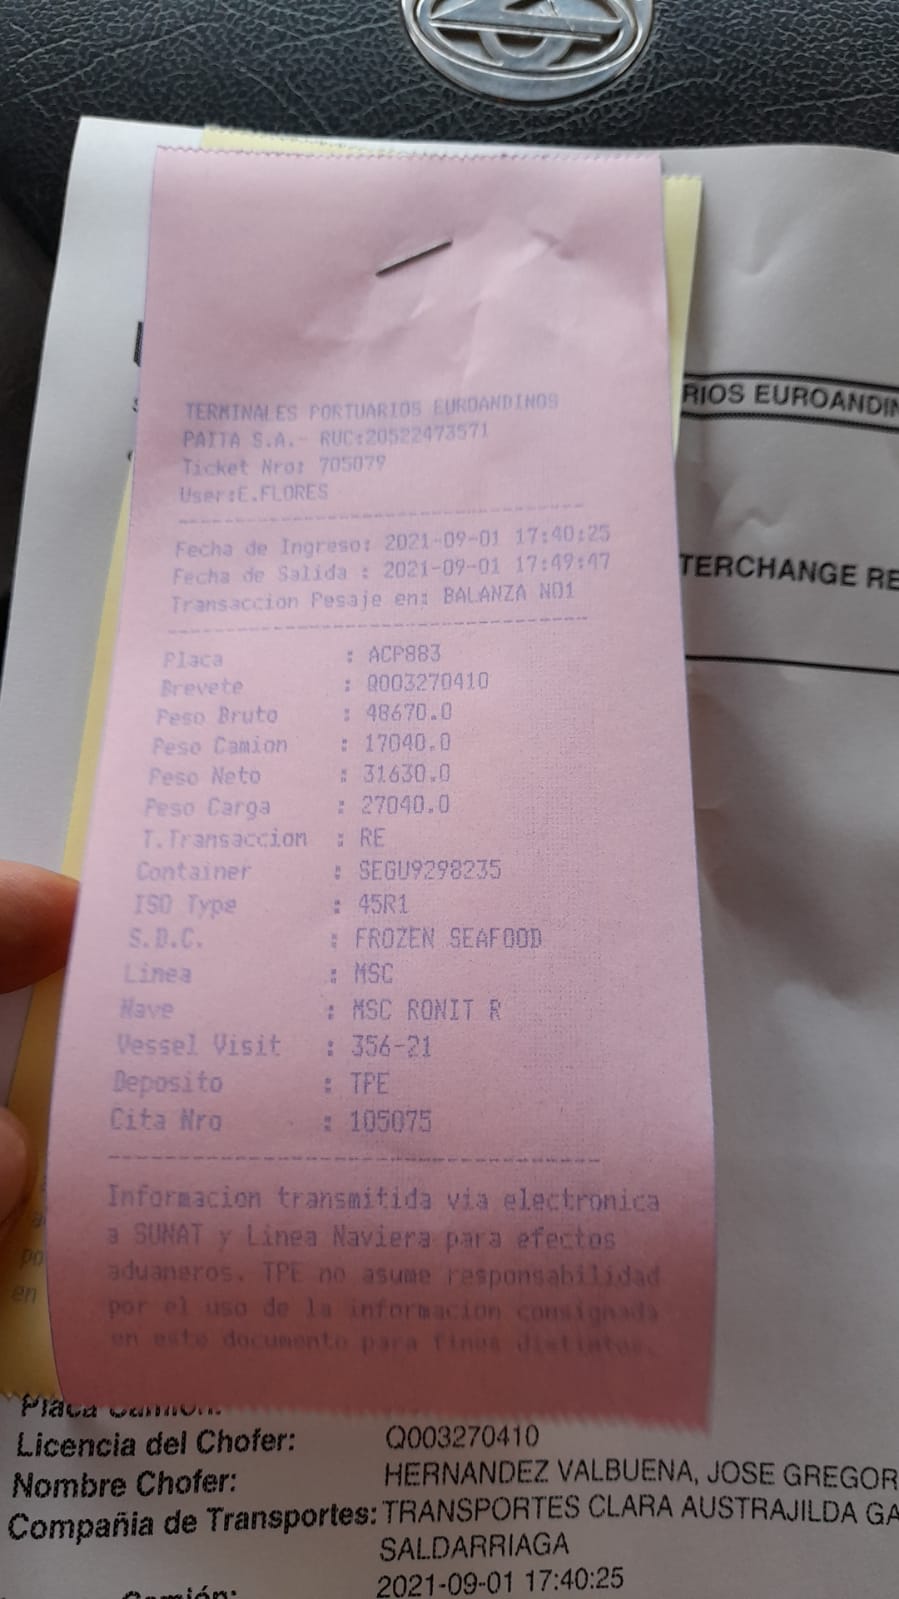 RIOS EUROANDIN
TERCHANGE RE
TERMINALES PORTUARIOS EUROANDINOS
PAITA S.A.- RUC:20522473571
Ticket Nro: 705079
User:E.FLORES
Fecha de Ingreso: 2021-09-01 17:40:25
Fecha de Salida : 2021-09-01 17:49:47
Transaccion Pesaje en: BALANZA NO1
Placa : ACP883
Brevete : Q003270410
Peso Bruto : 48670.0
Peso Camion : 17040.0
Peso Neto : 31630.0
Peso Carga : 27040.0
T.Transaccion : RE
Container : SEGU9298235
ISO Type : 45R1
S.D.C. : FROZEN SEAFOOD
Linea : MSC
Nave : MSC RONIT R
Vessel Visit : 356-21
Deposito : TPE
Cita Nro : 105075
Informacion transmitida via electronica
a SUNAT y Linea Naviera para efectos
aduaneros. TPE no asume responsabilidad
por el uso de la informacion consignada
en este documento para fines distintos.
po
en
Placa Camión:
Licencia del Chofer: Q003270410
Nombre Chofer: HERNANDEZ VALBUENA, JOSE GREGOR
Compañia de Transportes: TRANSPORTES CLARA AUSTRAJILDA GA
SALDARRIAGA
Camión: 2021-09-01 17:40:25